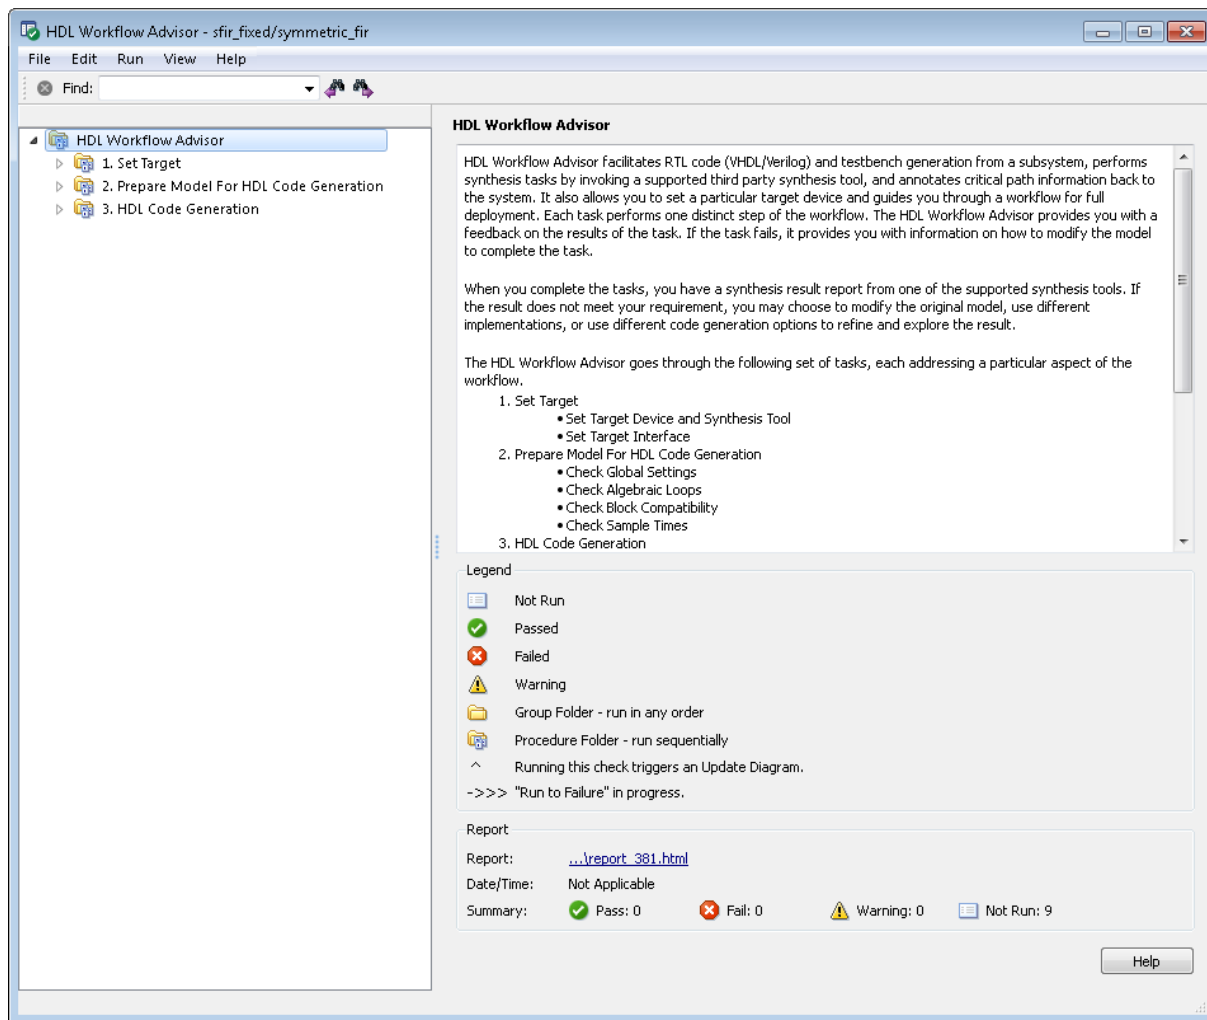 HDL Workflow Advisor - sfir_fixed/symmetric_fir
File Edit Run View Help
Find:
HDL Workflow Advisor
1. Set Target
2. Prepare Model For HDL Code Generation
3. HDL Code Generation
HDL Workflow Advisor
HDL Workflow Advisor facilitates RTL code (VHDL/Verilog) and testbench generation from a subsystem, performs
synthesis tasks by invoking a supported third party synthesis tool, and annotates critical path information back to
the system. It also allows you to set a particular target device and guides you through a workflow for full
deployment. Each task performs one distinct step of the workflow. The HDL Workflow Advisor provides you with a
feedback on the results of the task. If the task fails, it provides you with information on how to modify the model
to complete the task.
When you complete the tasks, you have a synthesis result report from one of the supported synthesis tools. If
the result does not meet your requirement, you may choose to modify the original model, use different
implementations, or use different code generation options to refine and explore the result.
The HDL Workflow Advisor goes through the following set of tasks, each addressing a particular aspect of the
workflow.
1. Set Target
• Set Target Device and Synthesis Tool
• Set Target Interface
2. Prepare Model For HDL Code Generation
• Check Global Settings
• Check Algebraic Loops
• Check Block Compatibility
• Check Sample Times
3. HDL Code Generation
Legend
Not Run
Passed
Failed
Warning
Group Folder - run in any order
Procedure Folder - run sequentially
^ Running this check triggers an Update Diagram.
->>> "Run to Failure" in progress.
Report
Report: ...\report_381.html
Date/Time: Not Applicable
Summary: Pass: 0 Fail: 0 Warning: 0 Not Run: 9
Help